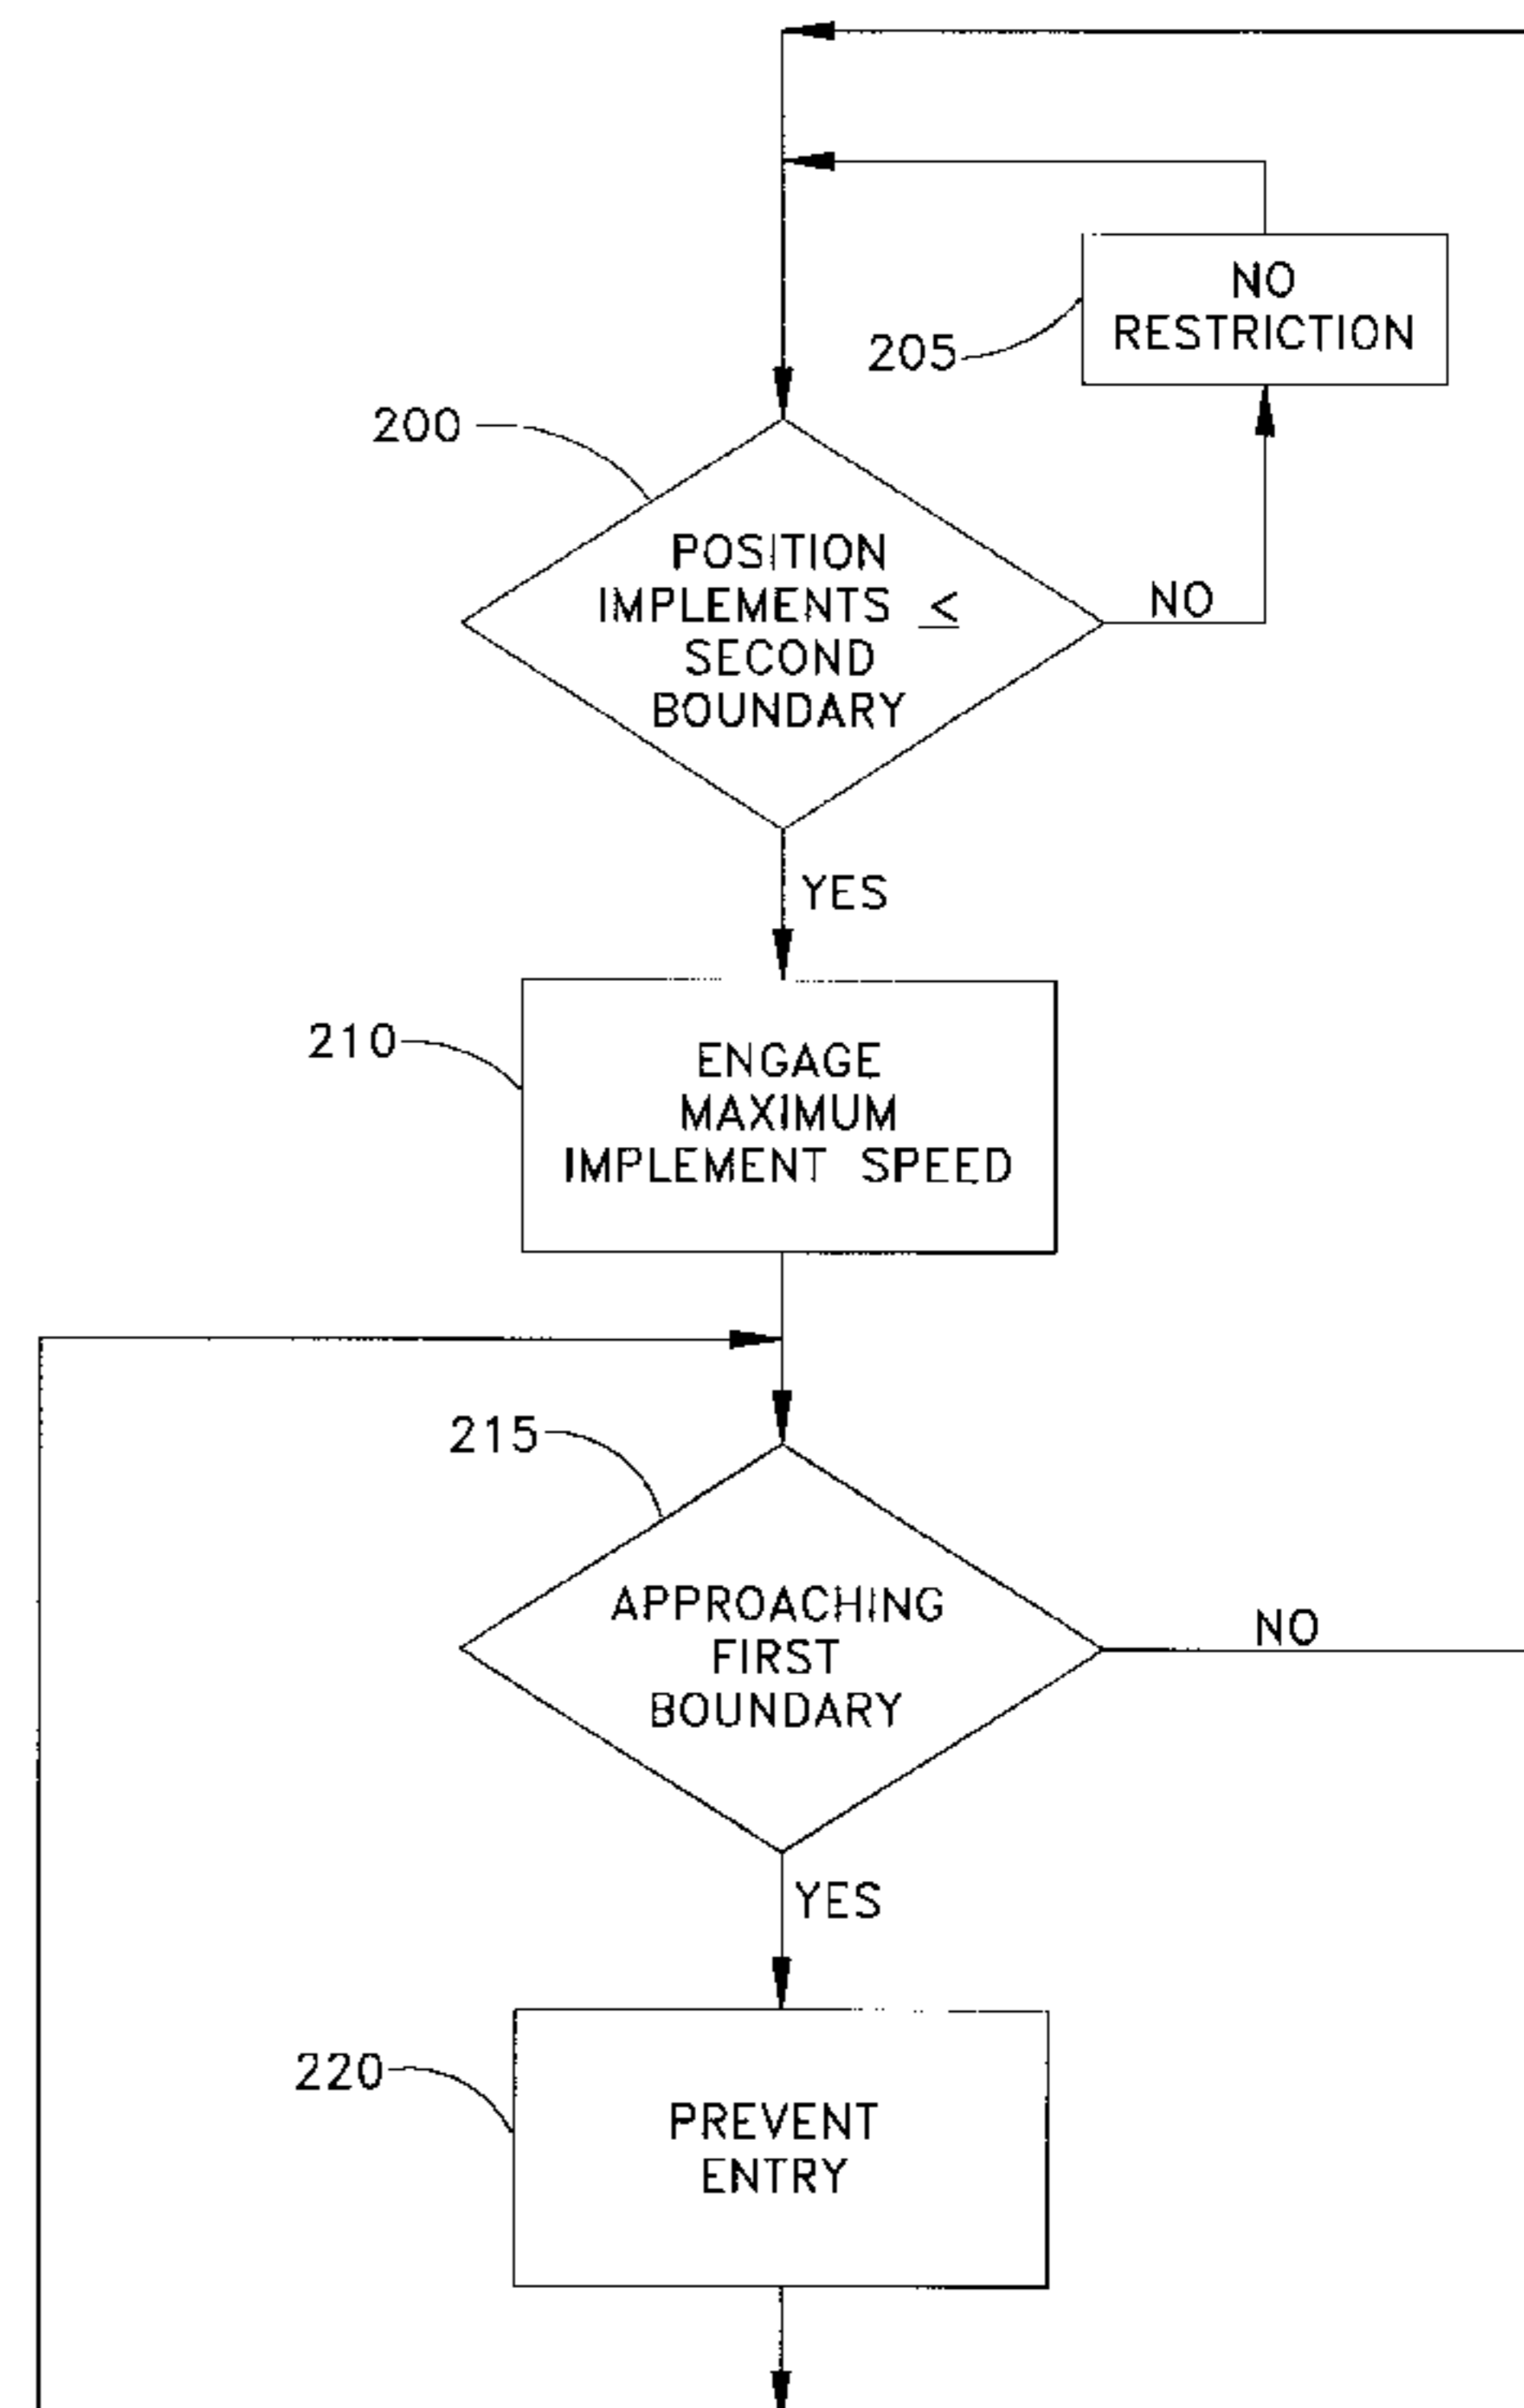 NO
RESTRICTION
205
200
POSITION
IMPLEMENTS ≤
SECOND
BOUNDARY
NO
YES
210
ENGAGE
MAXIMUM
IMPLEMENT SPEED
215
APPROACHING
FIRST
BOUNDARY
NO
YES
220
PREVENT
ENTRY